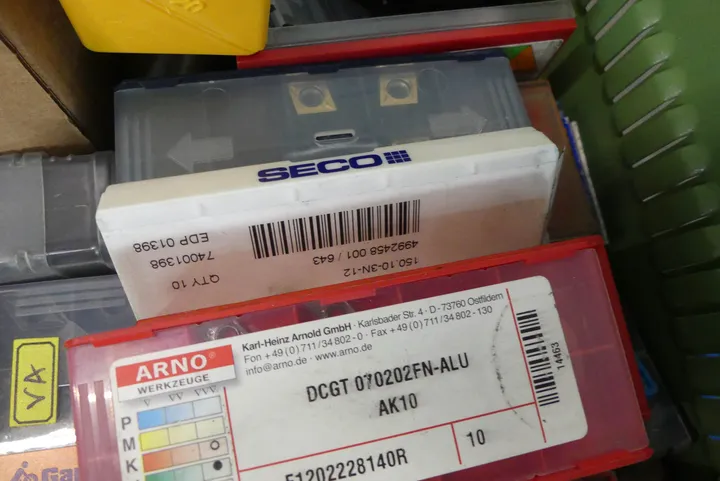 SECO
150.10-3N-12
4992458 001 / 643
74001398
EDP 01398
QTY 10
ARNO®
WERKZEUGE
Karl-Heinz Arnold GmbH · Karlsbader Str. 4 · D - 73760 Ostfildern
Fon + 49 (0) 711 / 34 802 - 0 · Fax + 49 (0) 711 / 34 802 - 130
info@arno.de · www.arno.de
DCGT 070202FN-ALU
AK10
14463
10
P
M
K
VA